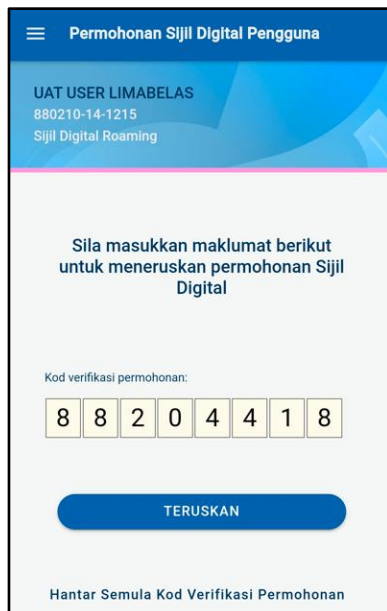 Permohonan Sijil Digital Pengguna
UAT USER LIMABELAS
880210-14-1215
Sijil Digital Roaming
Sila masukkan maklumat berikut
untuk meneruskan permohonan Sijil
Digital
Kod verifikasi permohonan:
8 8 2 0 4 4 1 8
TERUSKAN
Hantar Semula Kod Verifikasi Permohonan